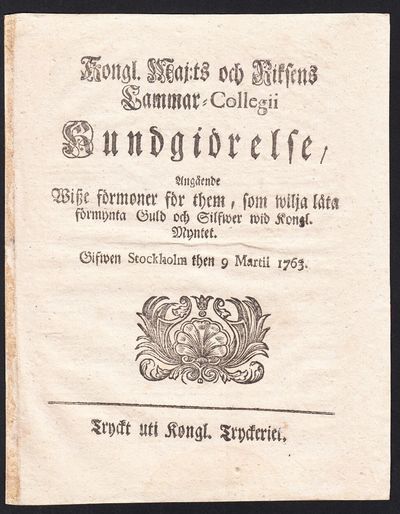 Kongl. Maj:ts och Riksens
Cammar-Collegii
Kundgiörelse,
Angående
Wiße förmoner för them, som wilja låta
förmynta Guld och Silfwer wid Kongl.
Myntet.
Gifwen Stockholm then 9 Martii 1763.
Tryckt uti Kongl. Tryckeriet.